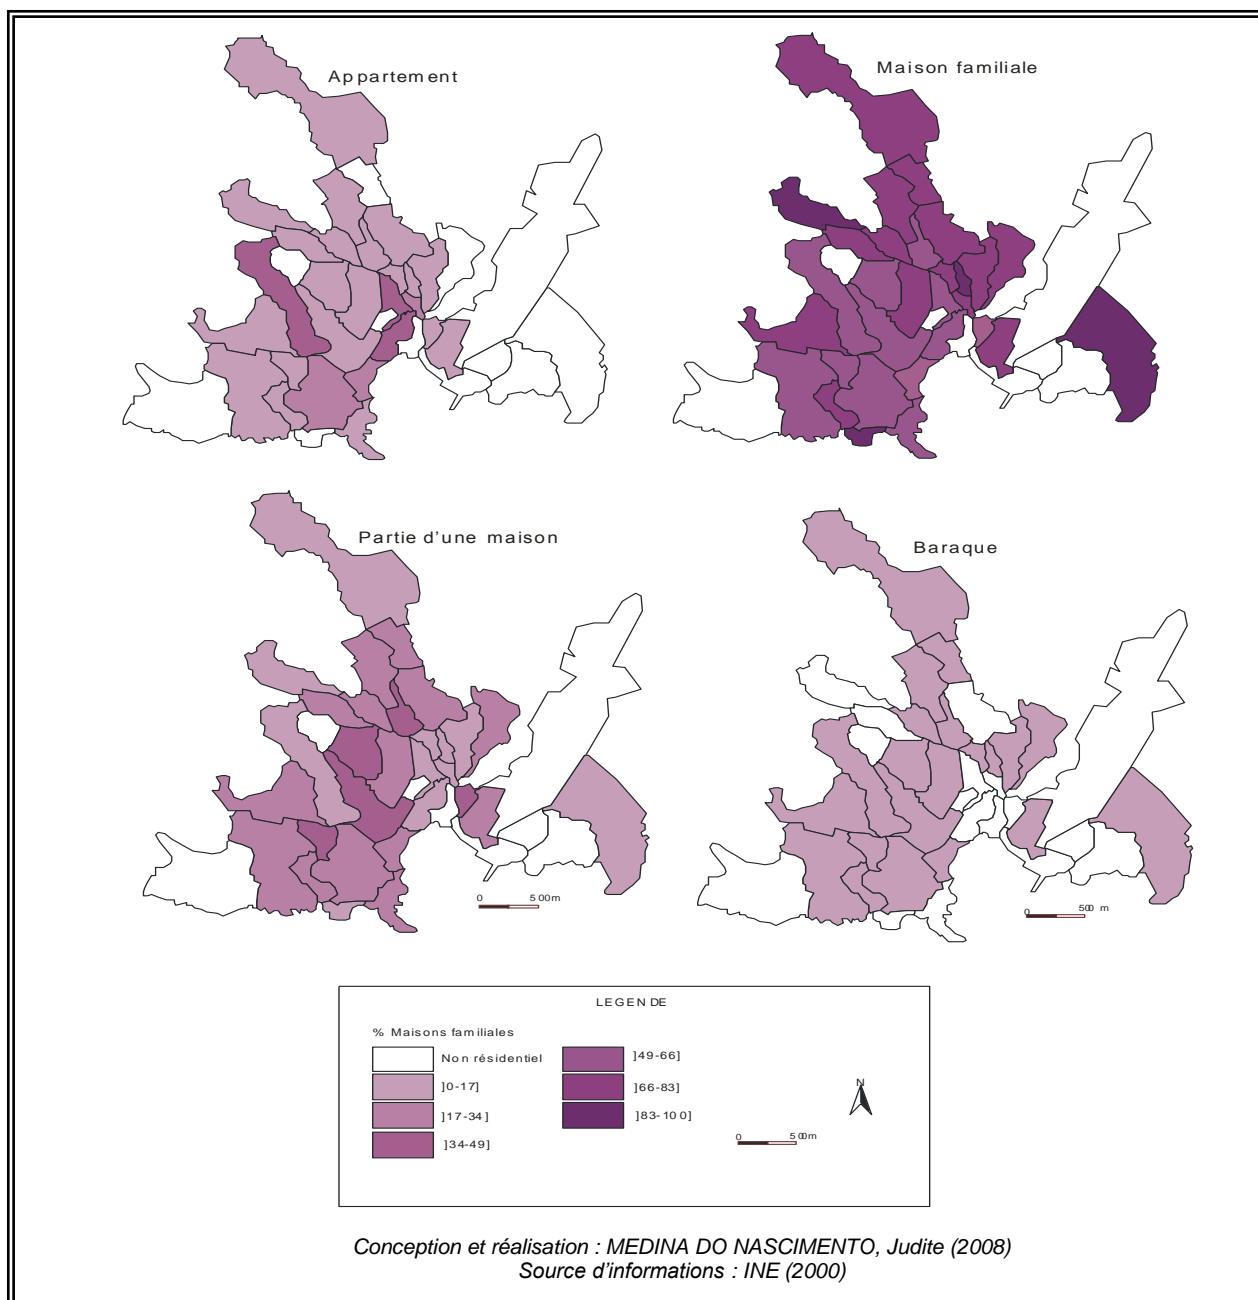 Appartement
Maison familiale
Partie d'une maison
Baraque
0 500m
0 500 m
LEGENDE
% Maisons familiales
Non résidentiel
]0-17]
]17-34]
]34-49]
]49-66]
]66-83]
]83-100]
N
0 500m
Conception et réalisation : MEDINA DO NASCIMENTO, Judite (2008)
Source d'informations : INE (2000)